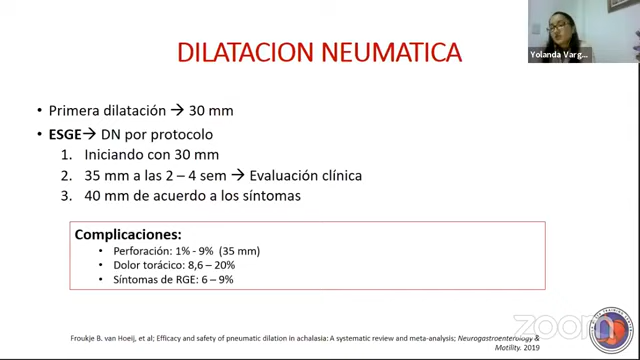 Yolanda Varg...
DILATACION NEUMATICA
• Primera dilatación → 30 mm
• ESGE→ DN por protocolo
1. Iniciando con 30 mm
2. 35 mm a las 2 – 4 sem → Evaluación clínica
3. 40 mm de acuerdo a los síntomas
Complicaciones:
• Perforación: 1% - 9% (35 mm)
• Dolor torácico: 8,6 – 20%
• Síntomas de RGE: 6 – 9%
zoom
Froukje B. van Hoeij, et al; Efficacy and safety of pneumatic dilation in achalasia: A systematic review and meta-analysis; Neurogastroenterology &
Motility. 2019